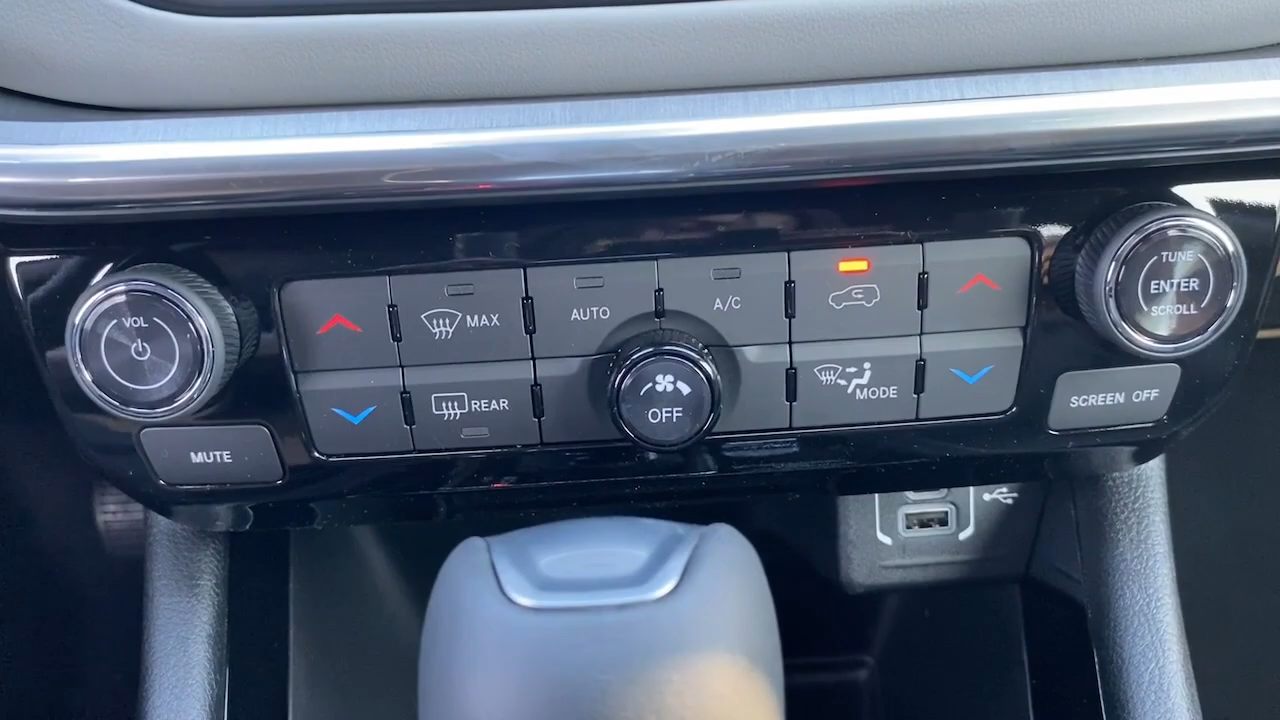 VOL
MUTE
MAX
REAR
AUTO
A/C
OFF
MODE
TUNE
ENTER
SCROLL
SCREEN OFF